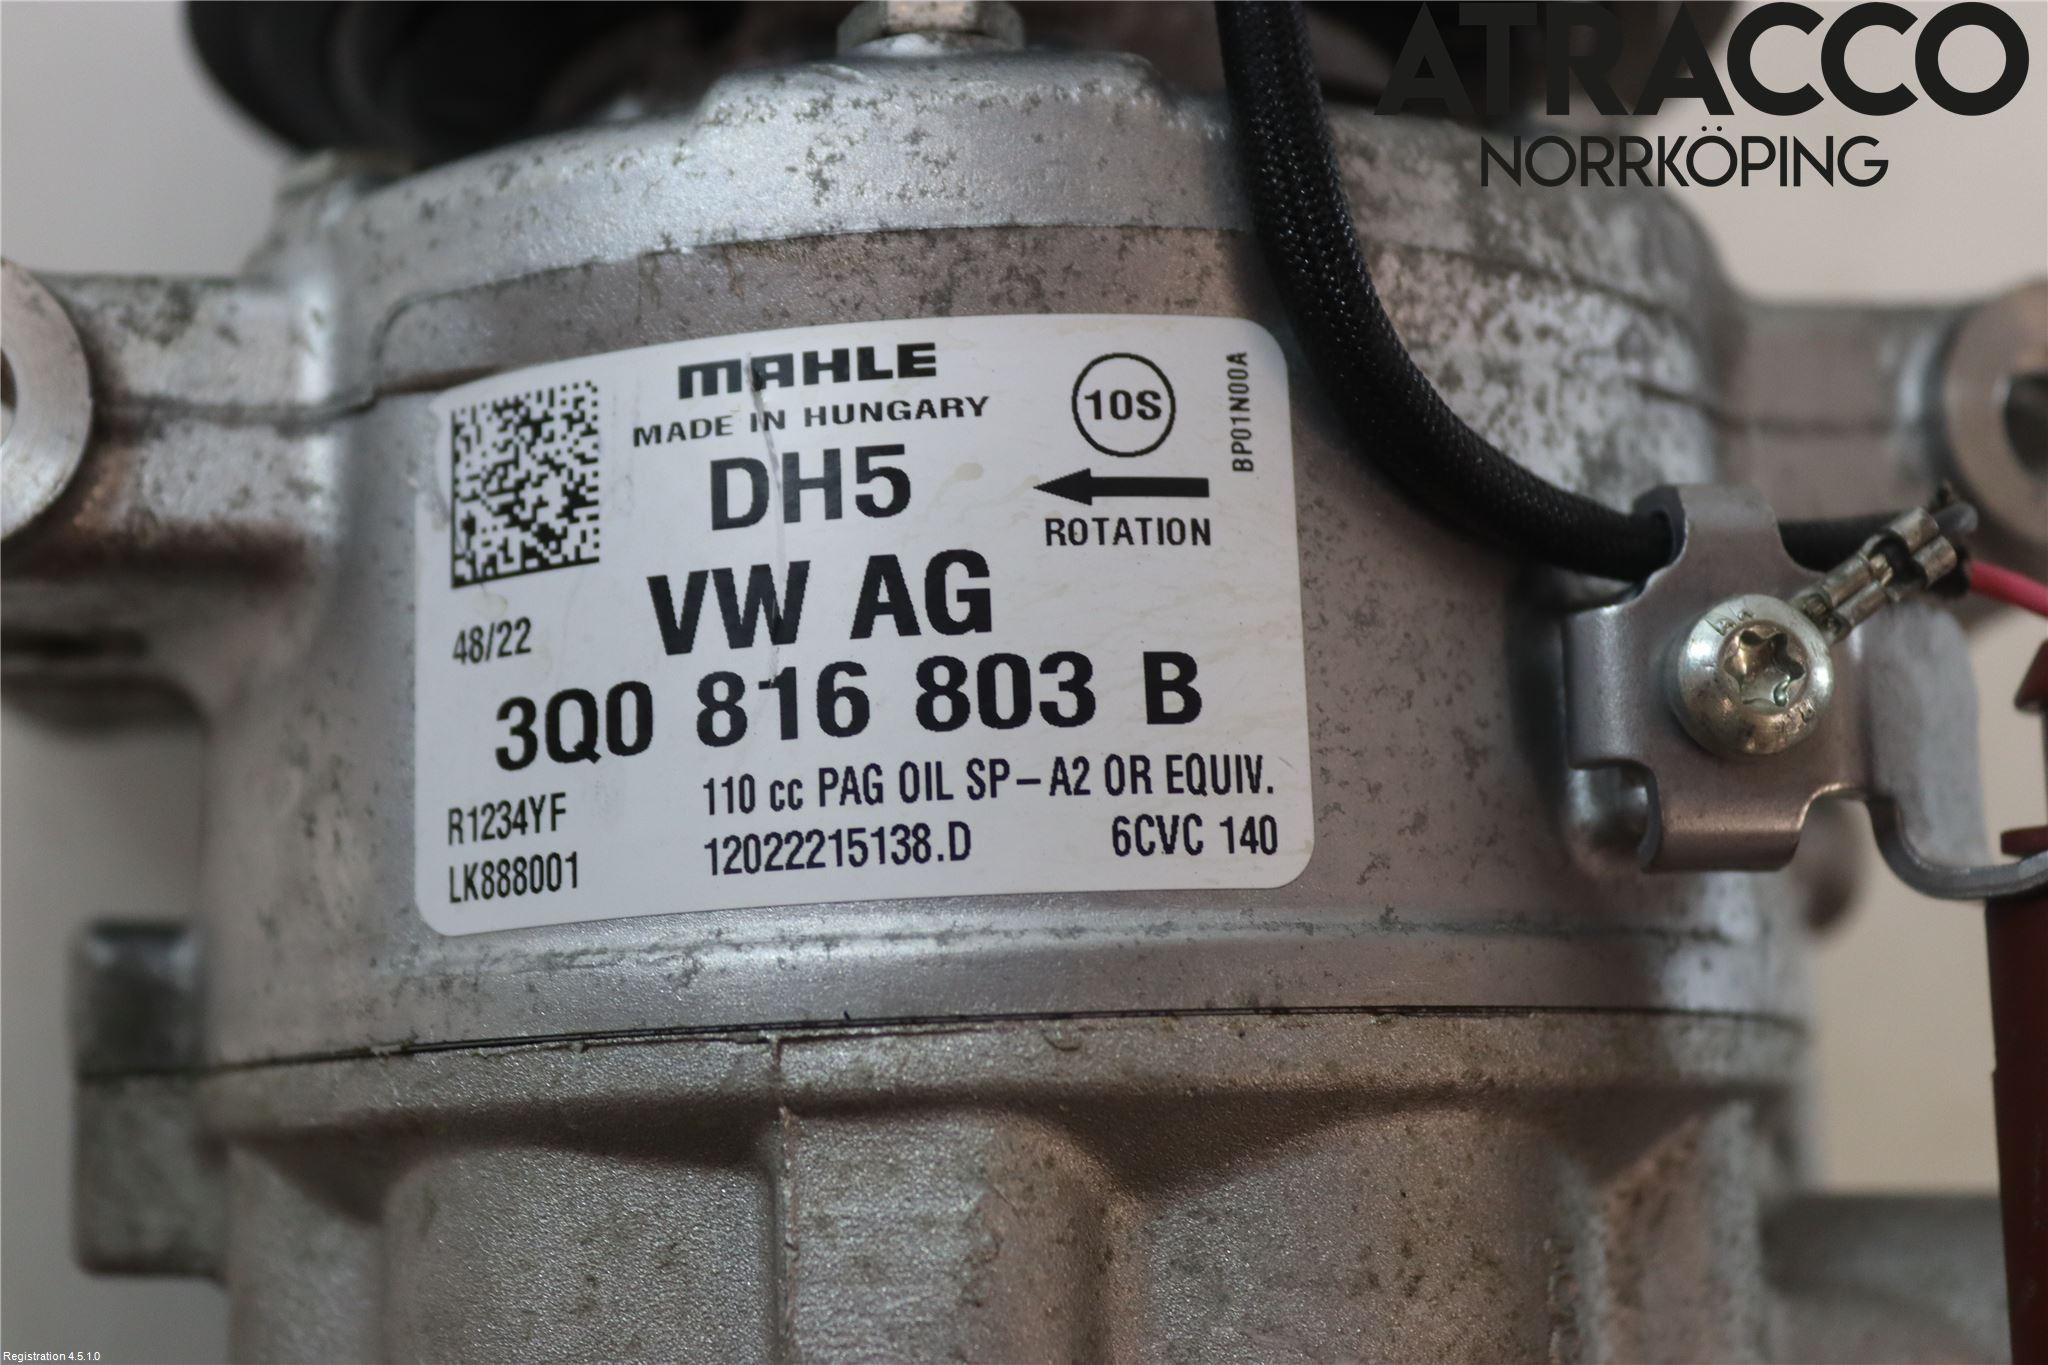 ATRACCO
NORRKÖPING
MAHLE
MADE IN HUNGARY
10S
BP01N00A
DH5
ROTATION
VW AG
48/22
3Q0 816 803 B
R1234YF
110 cc PAG OIL SP-A2 OR EQUIV.
LK888001
12022215138.D
6CVC 140
Registration 4.5.1.0